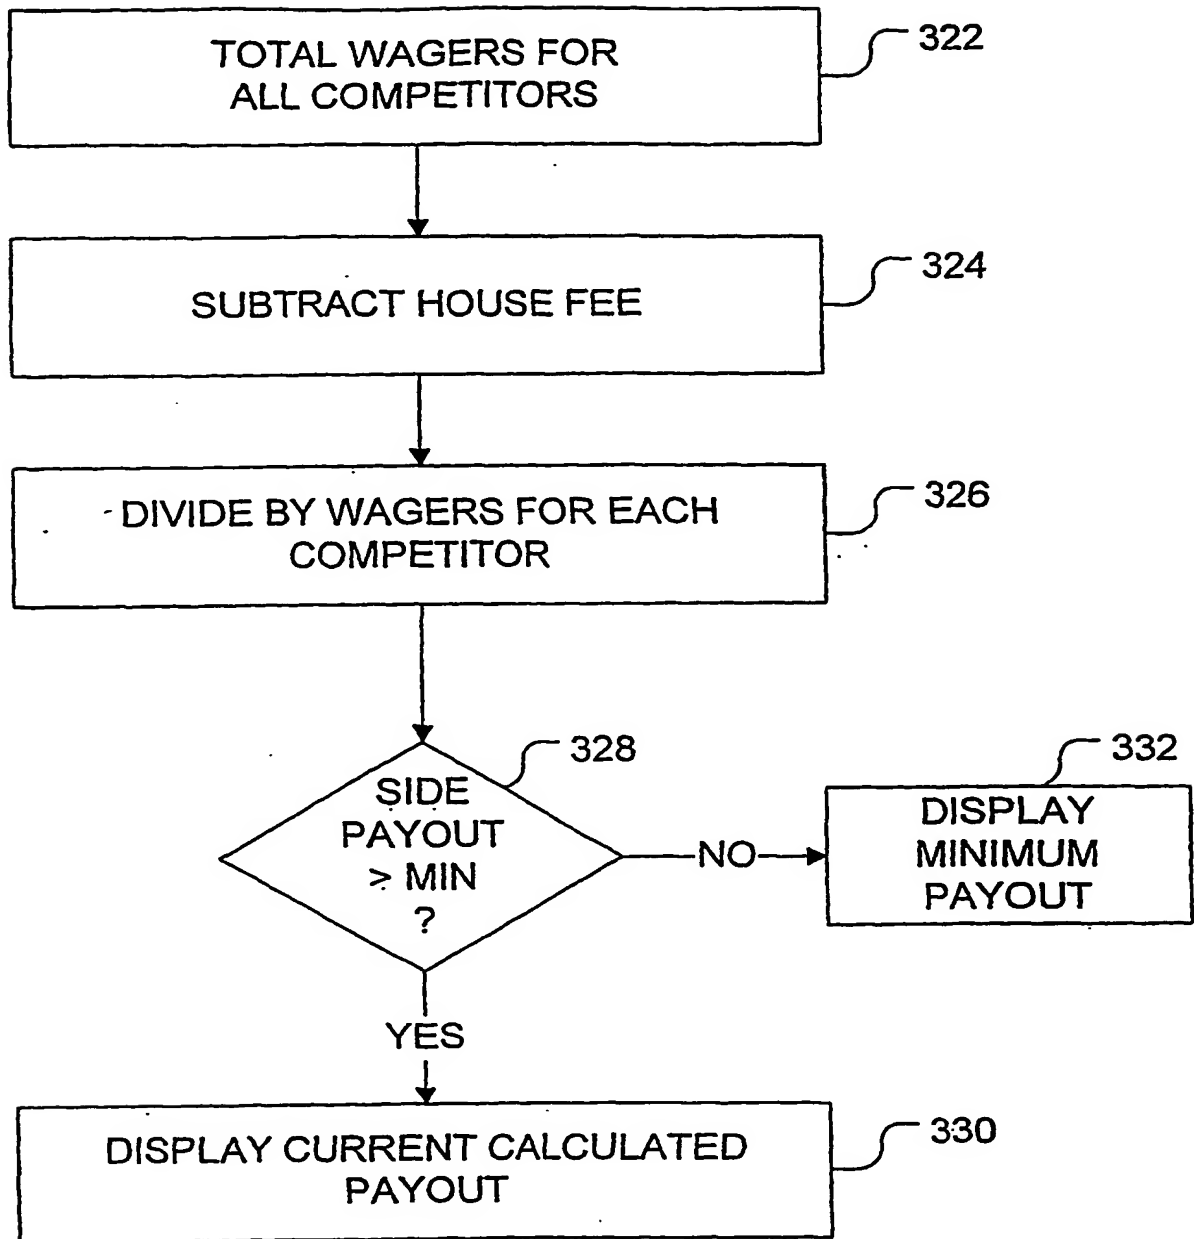 TOTAL WAGERS FOR
ALL COMPETITORS
322
SUBTRACT HOUSE FEE
324
DIVIDE BY WAGERS FOR EACH
COMPETITOR
326
SIDE
PAYOUT
> MIN
?
328
NO
DISPLAY
MINIMUM
PAYOUT
332
YES
DISPLAY CURRENT CALCULATED
PAYOUT
330